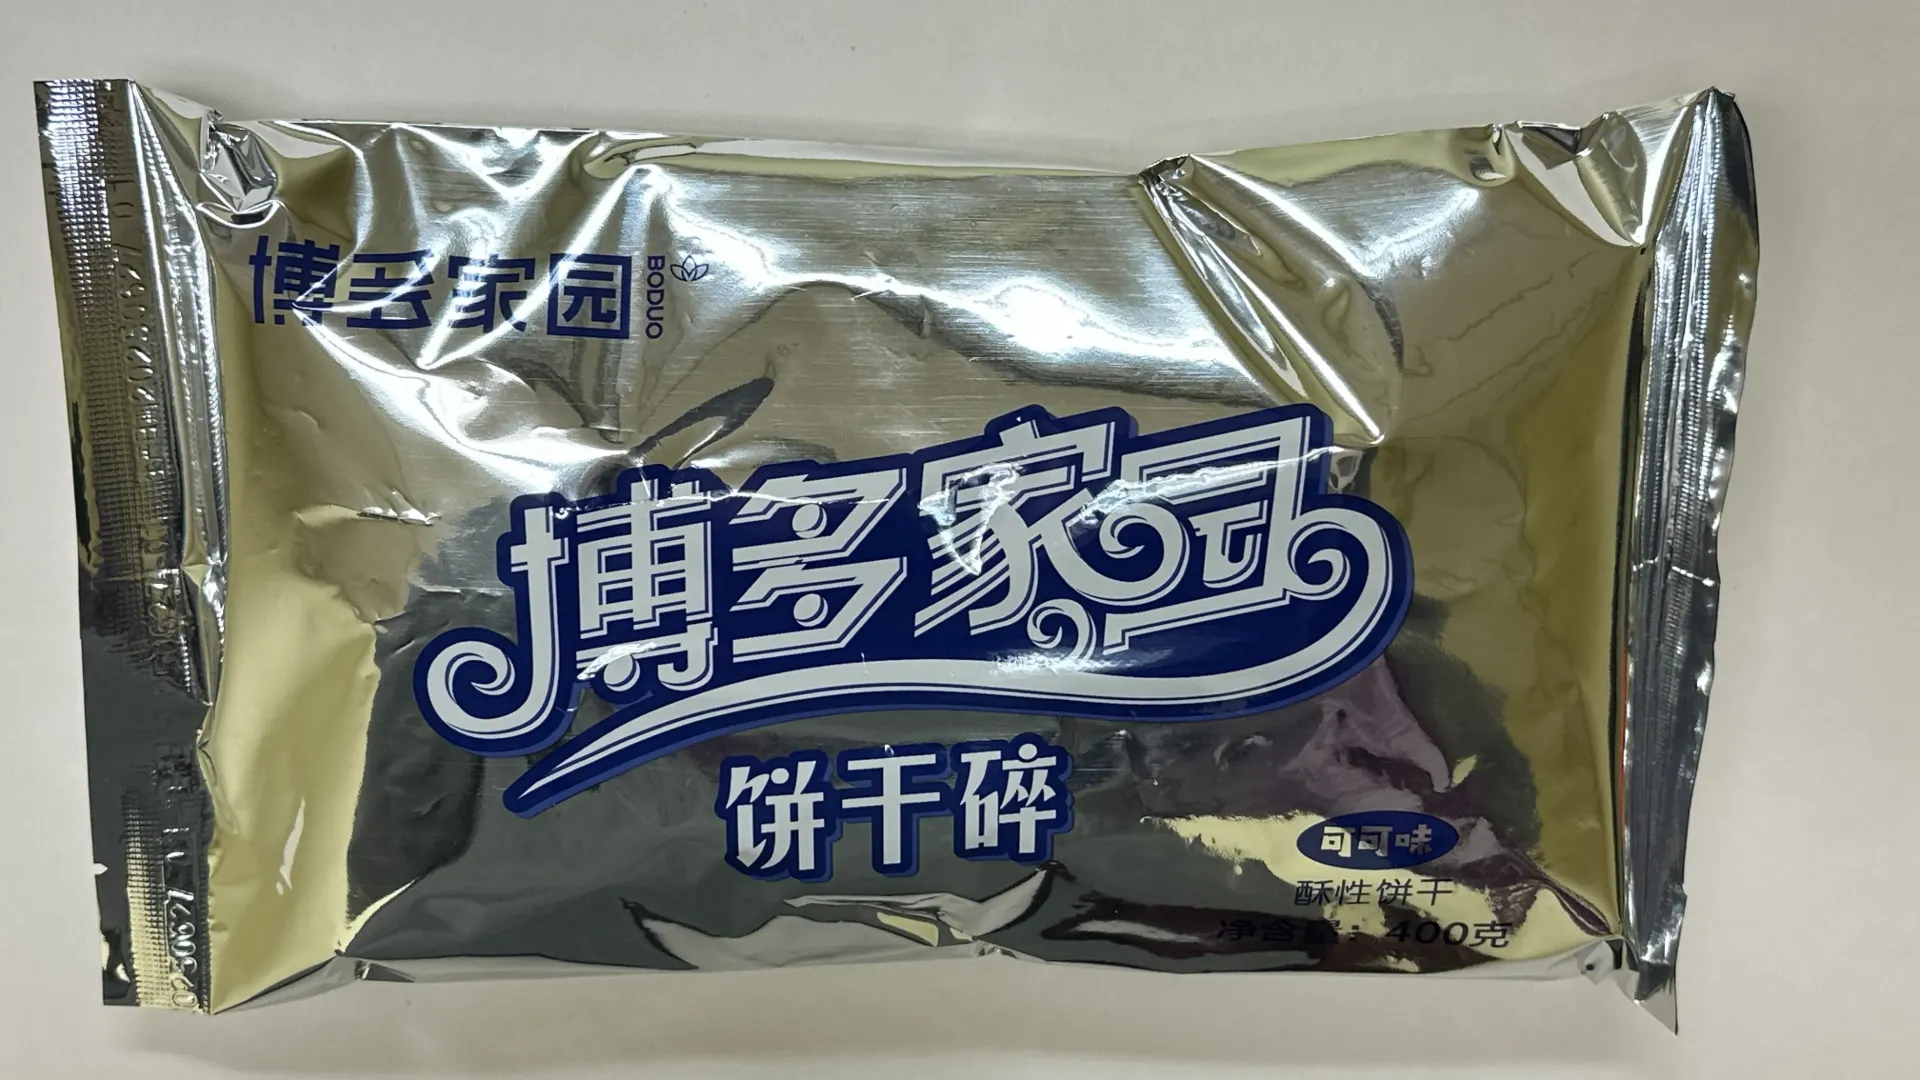 博多家园
BODUO
博多家园
饼干碎
可可味
酥性饼干
净含量：400克